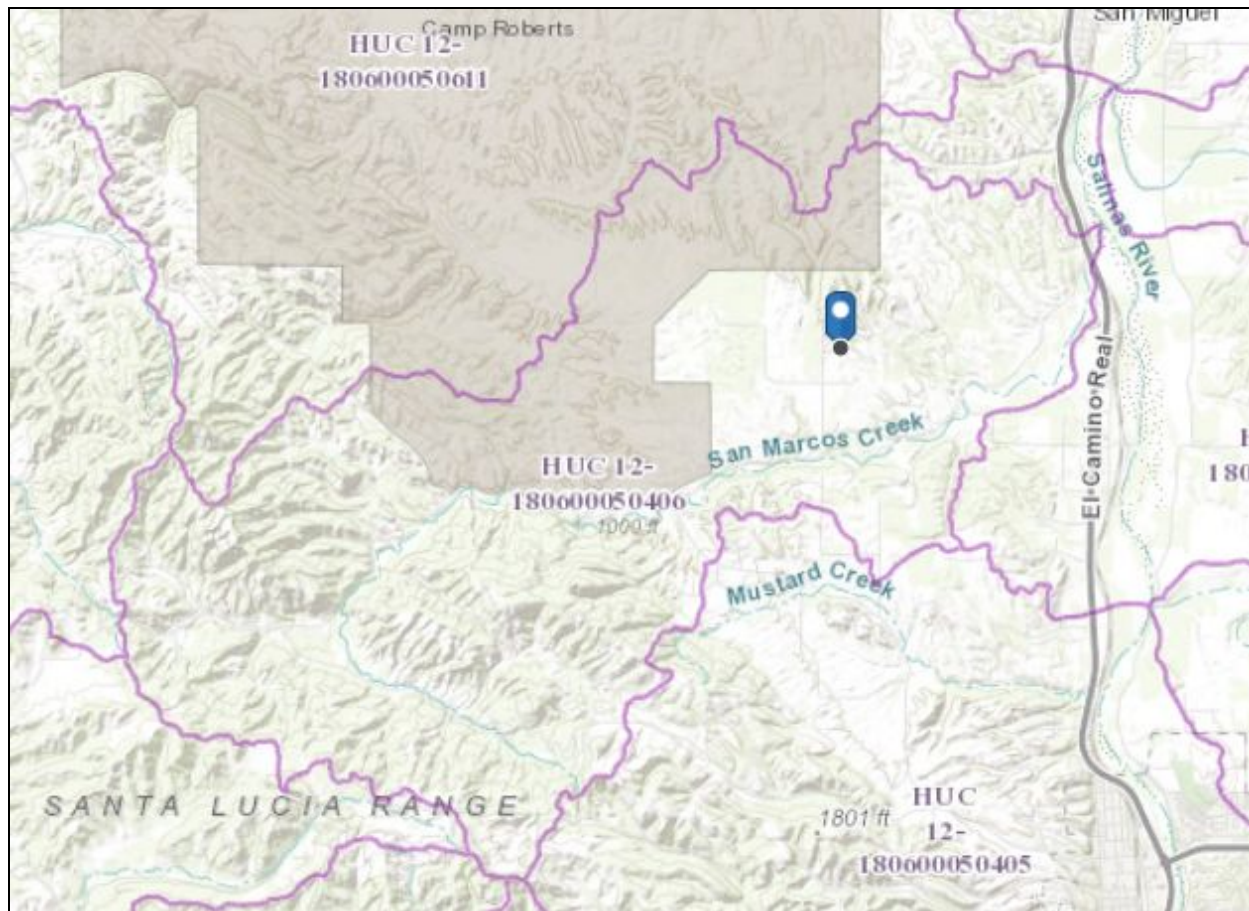 San Miguel
Camp Roberts
HUC 12-
180600050611
Salinas River
El Camino Real
San Marcos Creek
HUC 12-
180600050406
1000 ft
Mustard Creek
180
SANTA LUCIA RANGE
1801 ft
HUC
12-
180600050405